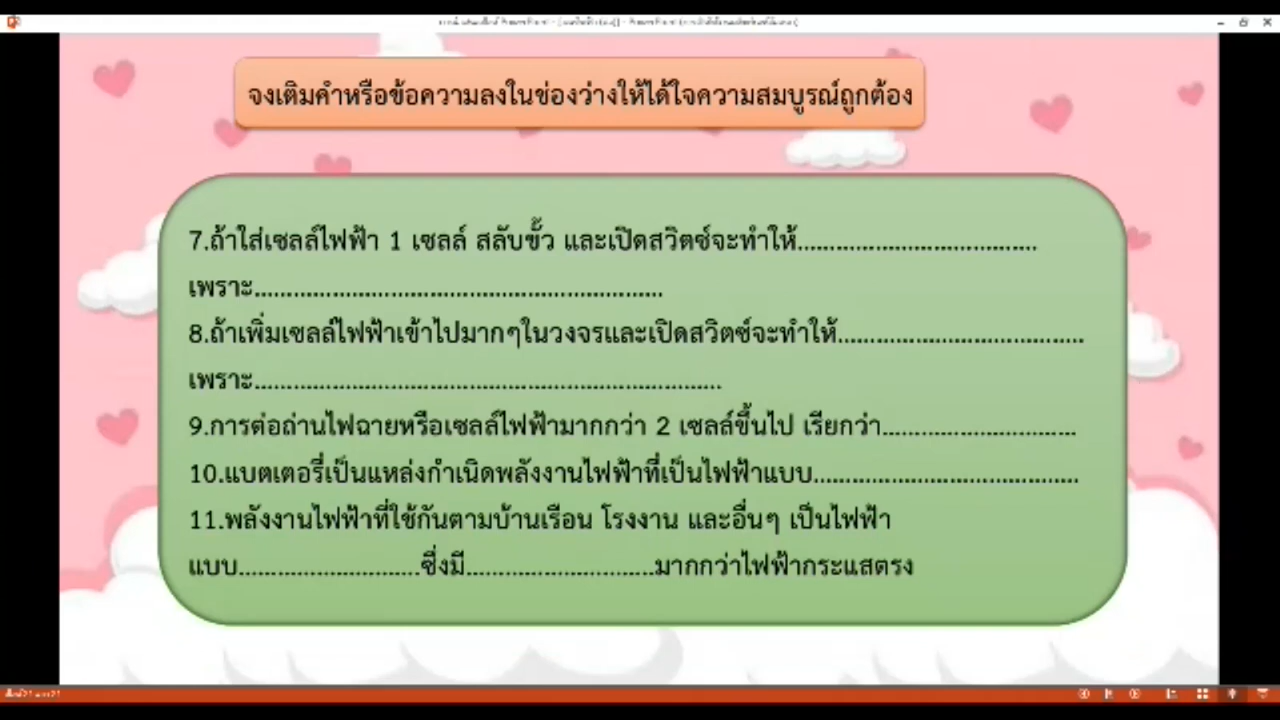 จงเติมคำหรือข้อความลงในช่องว่างให้ได้ใจความสมบูรณ์ถูกต้อง
7.ถ้าใส่เซลล์ไฟฟ้า 1 เซลล์ สลับขั้ว และเปิดสวิตซ์จะทำให้....................................
เพราะ..............................................................
8.ถ้าเพิ่มเซลล์ไฟฟ้าเข้าไปมากๆในวงจรและเปิดสวิตซ์จะทำให้.....................................
เพราะ.......................................................................
9.การต่อถ่านไฟฉายหรือเซลล์ไฟฟ้ามากกว่า 2 เซลล์ขึ้นไป เรียกว่า.............................
10.แบตเตอรี่เป็นแหล่งกำเนิดพลังงานไฟฟ้าที่เป็นไฟฟ้าแบบ........................................
11.พลังงานไฟฟ้าที่ใช้กันตามบ้านเรือน โรงงาน และอื่นๆ เป็นไฟฟ้า
แบบ............................ซึ่งมี.............................มากกว่าไฟฟ้ากระแสตรง